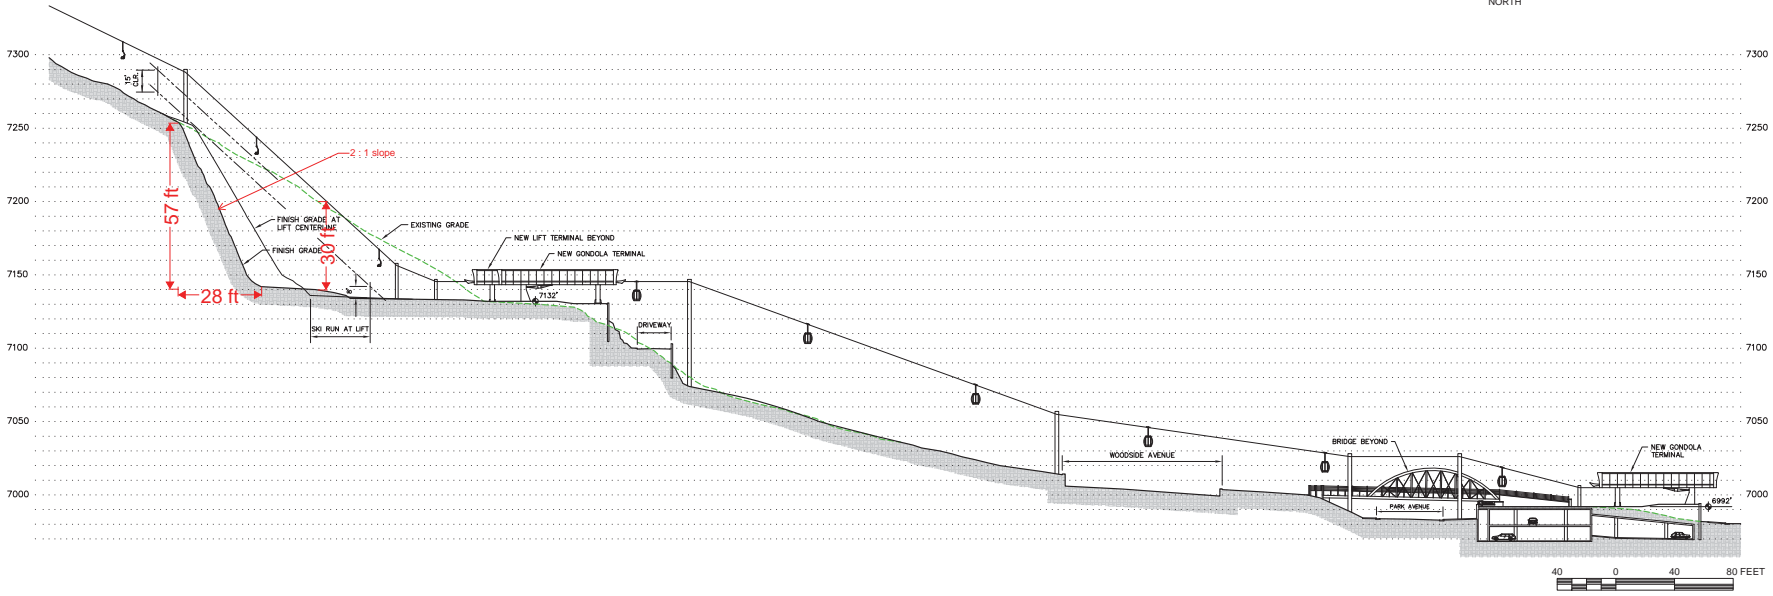 NORTH
7300
7300
15'
CLR.
7250
7250
2 : 1 slope
57 ft
7200
7200
FINISH GRADE AT
LIFT CENTERLINE
EXISTING GRADE
30 ft
NEW LIFT TERMINAL BEYOND
FINISH GRADE
NEW GONDOLA TERMINAL
7150
7150
28 ft
8'
7132'
SKI RUN AT LIFT
DRIVEWAY
7100
7100
7050
7050
WOODSIDE AVENUE
BRIDGE BEYOND
NEW GONDOLA
TERMINAL
7000
7000
6992'
PARK AVENUE
40 0 40 80 FEET